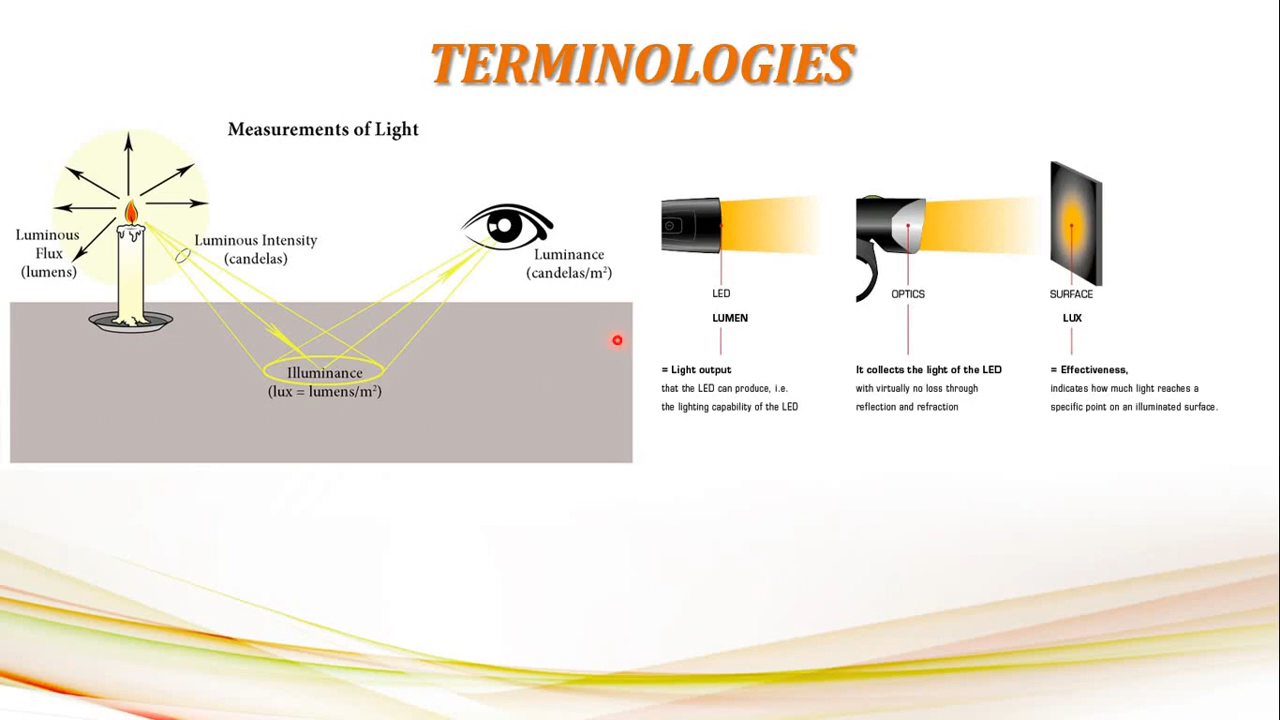 TERMINOLOGIES
Measurements of Light
Luminous
Flux
(lumens)
Luminous Intensity
(candelas)
Luminance
(candelas/m²)
Illuminance
(lux = lumens/m²)
LED
LUMEN
= Light output
that the LED can produce, i.e.
the lighting capability of the LED
OPTICS
It collects the light of the LED
with virtually no loss through
reflection and refraction
SURFACE
LUX
= Effectiveness,
indicates how much light reaches a
specific point on an illuminated surface.